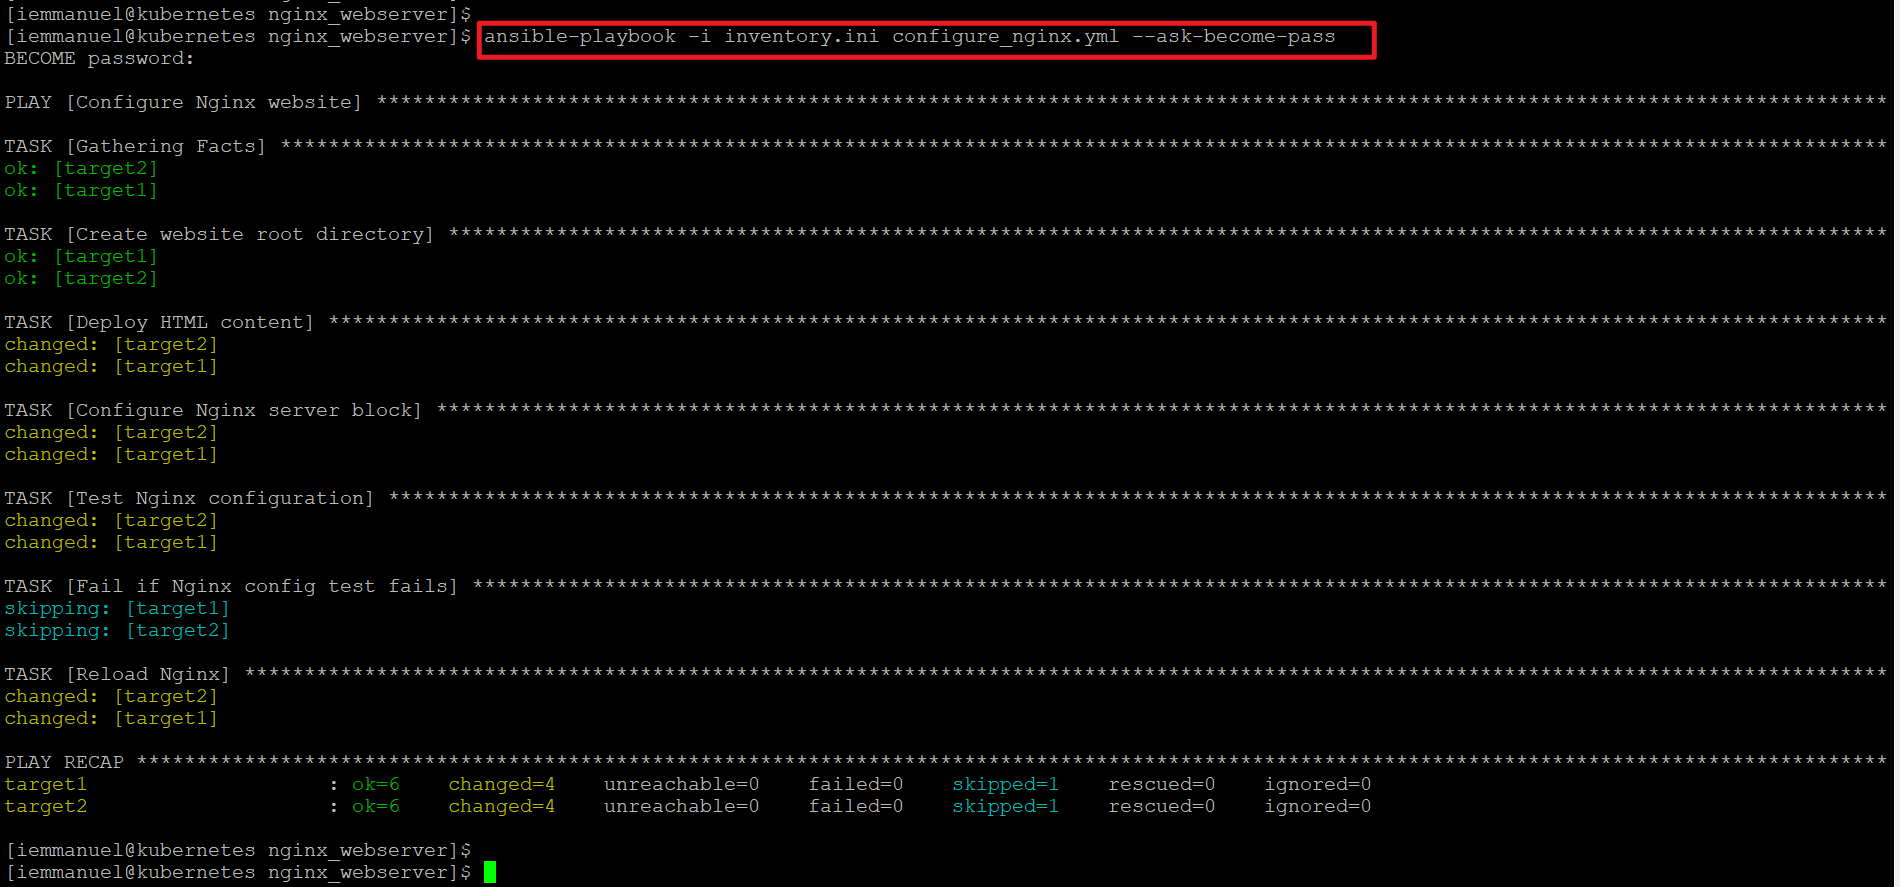 [iemmanuel@kubernetes nginx_webserver]$
[iemmanuel@kubernetes nginx_webserver]$ ansible-playbook -i inventory.ini configure_nginx.yml --ask-become-pass
BECOME password:
PLAY [Configure Nginx website] ******************************************************************************************************************************
TASK [Gathering Facts] **************************************************************************************************************************************
ok: [target2]
ok: [target1]
TASK [Create website root directory] ************************************************************************************************************************
ok: [target1]
ok: [target2]
TASK [Deploy HTML content] **********************************************************************************************************************************
changed: [target2]
changed: [target1]
TASK [Configure Nginx server block] *************************************************************************************************************************
changed: [target2]
changed: [target1]
TASK [Test Nginx configuration] *****************************************************************************************************************************
changed: [target2]
changed: [target1]
TASK [Fail if Nginx config test fails] **********************************************************************************************************************
skipping: [target1]
skipping: [target2]
TASK [Reload Nginx] *****************************************************************************************************************************************
changed: [target2]
changed: [target1]
PLAY RECAP **************************************************************************************************************************************************
target1 : ok=6 changed=4 unreachable=0 failed=0 skipped=1 rescued=0 ignored=0
target2 : ok=6 changed=4 unreachable=0 failed=0 skipped=1 rescued=0 ignored=0
[iemmanuel@kubernetes nginx_webserver]$
[iemmanuel@kubernetes nginx_webserver]$